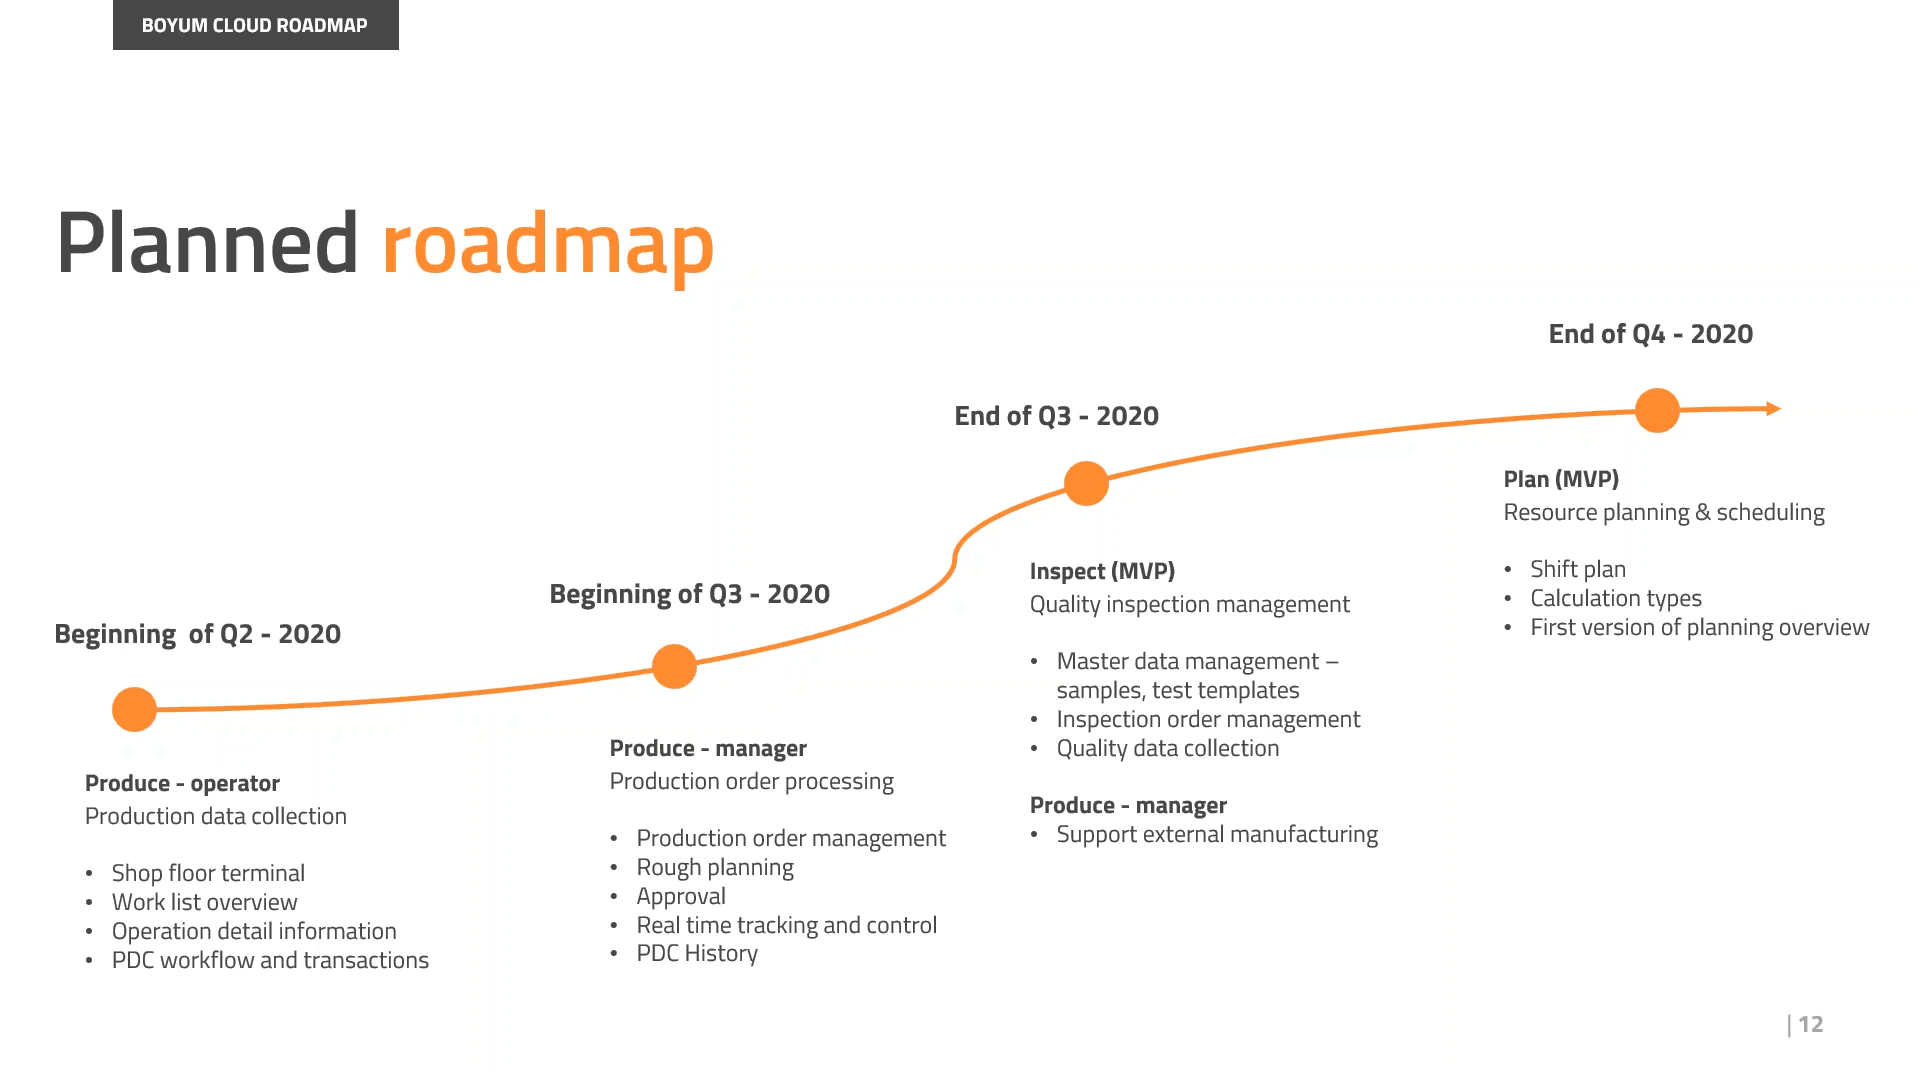 BOYUM CLOUD ROADMAP
Planned roadmap
Beginning  of Q2 - 2020
Produce - operator
Production data collection
• Shop floor terminal
• Work list overview
• Operation detail information
• PDC workflow and transactions
Beginning of Q3 - 2020
Produce - manager
Production order processing
• Production order management
• Rough planning
• Approval
• Real time tracking and control
• PDC History
End of Q3 - 2020
Inspect (MVP)
Quality inspection management
• Master data management –
samples, test templates
• Inspection order management
• Quality data collection
Produce - manager
• Support external manufacturing
End of Q4 - 2020
Plan (MVP)
Resource planning & scheduling
• Shift plan
• Calculation types
• First version of planning overview
| 12